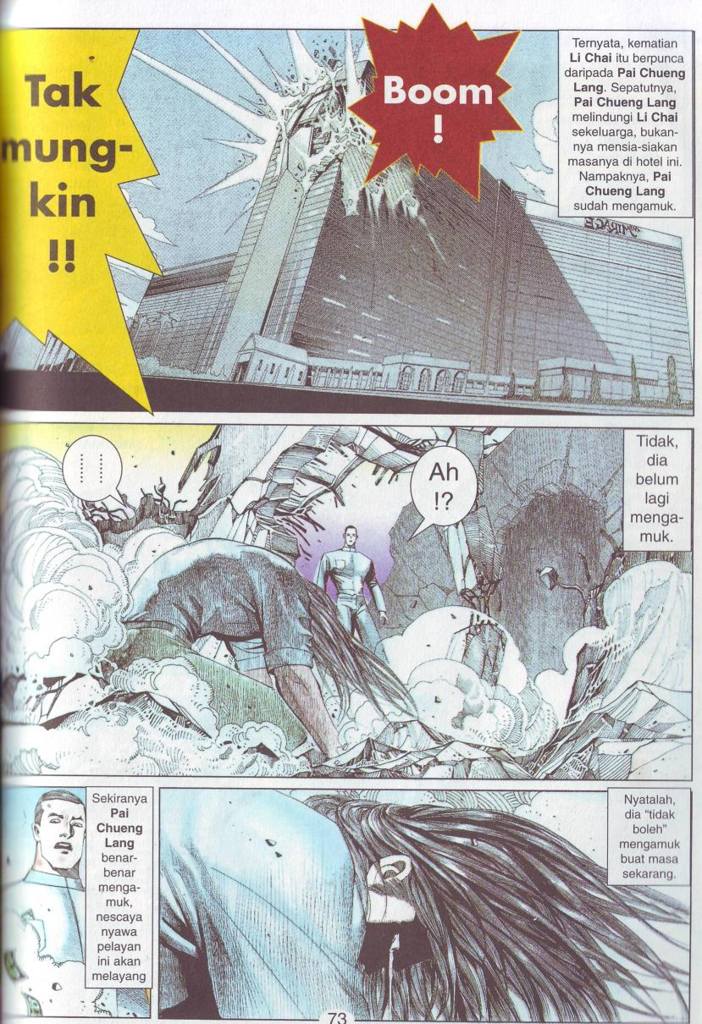 Tak
mung-
kin
!!
Boom
!
Ternyata, kematian
Li Chai itu berpunca
daripada Pai Chueng
Lang. Sepatutnya,
Pai Chueng Lang
melindungi Li Chai
sekeluarga, bukan-
nya mensia-siakan
masanya di hotel ini.
Nampaknya, Pai
Chueng Lang
sudah mengamuk.
MIRAGE
......
Ah
!?
Tidak,
dia
belum
lagi
menga-
muk.
Sekiranya
Pai
Chueng
Lang
benar-
benar
menga-
muk,
nescaya
nyawa
pelayan
ini akan
melayang
Nyatalah,
dia "tidak
boleh"
mengamuk
buat masa
sekarang.
73